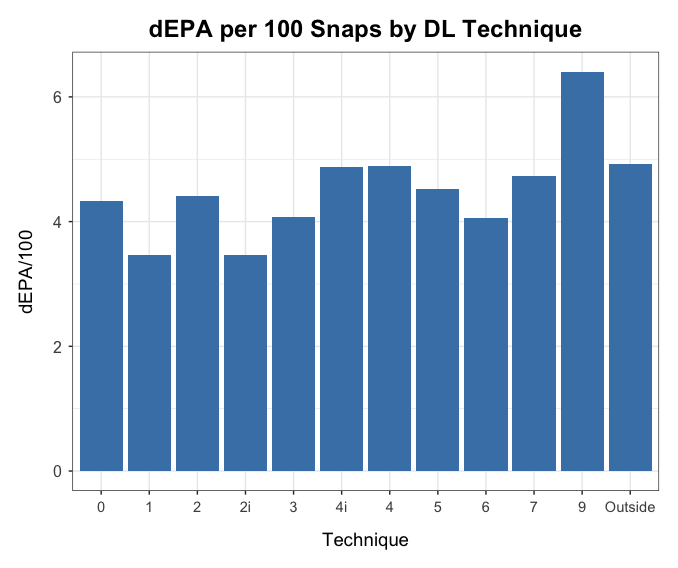 dEPA per 100 Snaps by DL Technique
dEPA/100
6
4
2
0
0 1 2 2i 3 4i 4 5 6 7 9 Outside
Technique